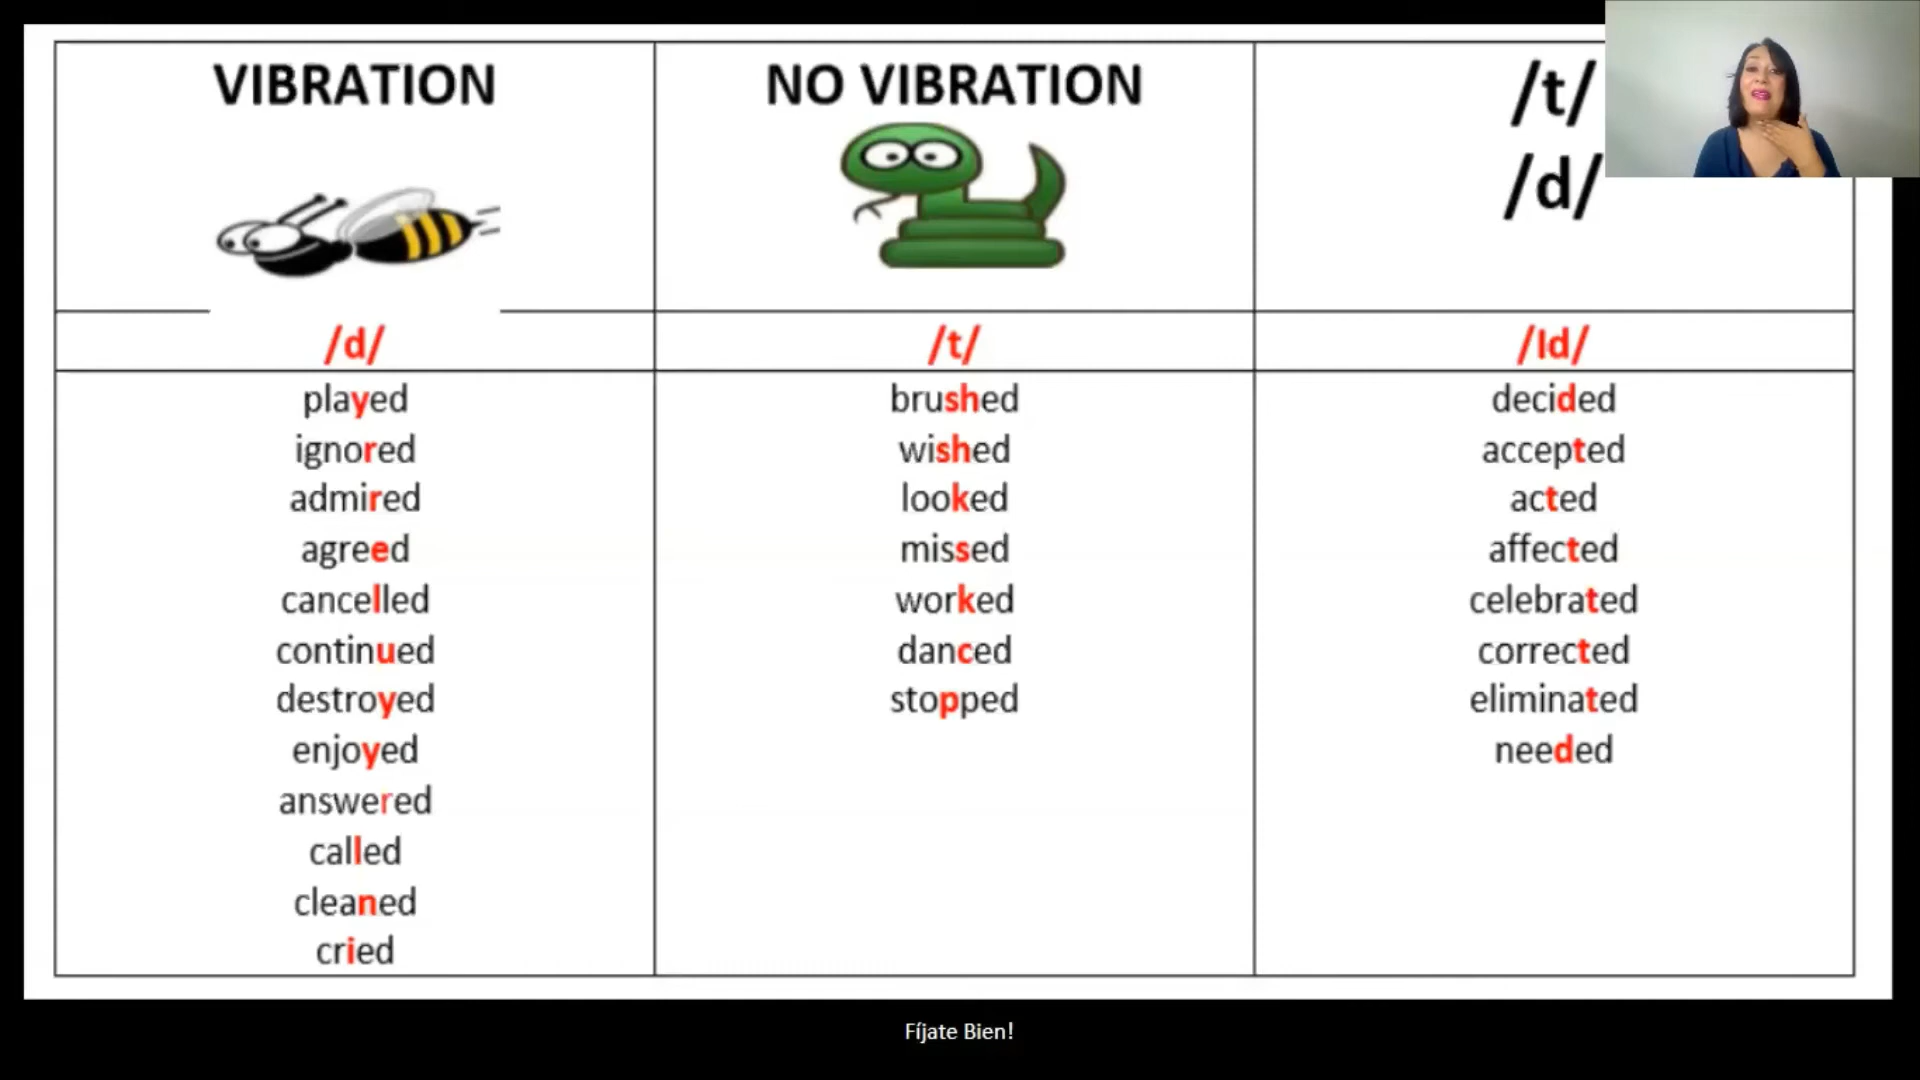 VIBRATION
NO VIBRATION
/t/
/d/
/d/
/t/
/Id/
played
ignored
admired
agreed
cancelled
continued
destroyed
enjoyed
answered
called
cleaned
cried
brushed
wished
looked
missed
worked
danced
stopped
decided
accepted
acted
affected
celebrated
corrected
eliminated
needed
Fíjate Bien!